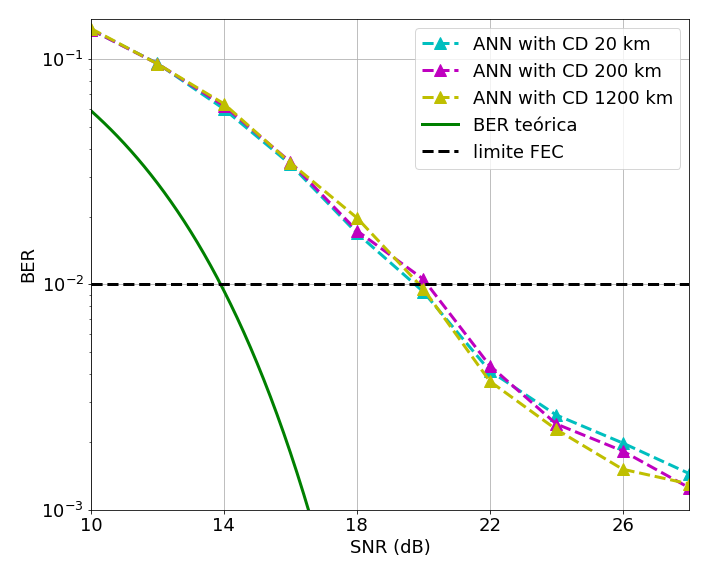 ANN with CD 20 km
ANN with CD 200 km
ANN with CD 1200 km
BER teórica
limite FEC
10⁻¹
10⁻²
10⁻³
BER
10 14 18 22 26
SNR (dB)